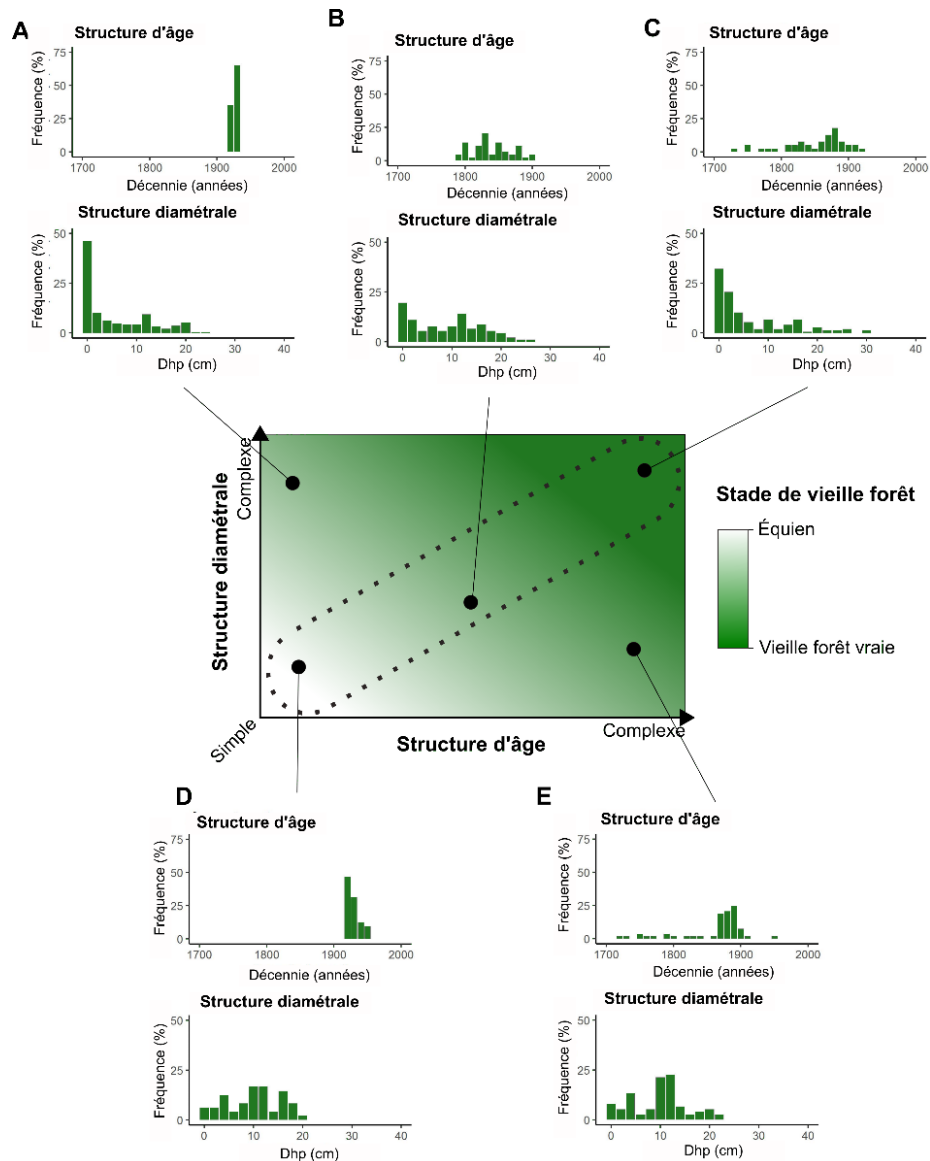 A
Structure d'âge
Fréquence (%)
75
50
25
0
1700
1800
1900
2000
Décennie (années)
Structure diamétrale
Fréquence (%)
50
25
0
0
10
20
30
40
Dhp (cm)
B
Structure d'âge
Fréquence (%)
75
50
25
0
1700
1800
1900
2000
Décennie (années)
Structure diamétrale
Fréquence (%)
50
25
0
0
10
20
30
40
Dhp (cm)
C
Structure d'âge
Fréquence (%)
75
50
25
0
1700
1800
1900
2000
Décennie (années)
Structure diamétrale
Fréquence (%)
50
25
0
0
10
20
30
40
Dhp (cm)
Complexe
Structure diamétrale
Simple
Structure d'âge
Complexe
Stade de vieille forêt
Équien
Vieille forêt vraie
D
Structure d'âge
Fréquence (%)
75
50
25
0
1700
1800
1900
2000
Décennie (années)
Structure diamétrale
Fréquence (%)
50
25
0
0
10
20
30
40
Dhp (cm)
E
Structure d'âge
Fréquence (%)
75
50
25
0
1700
1800
1900
2000
Décennie (années)
Structure diamétrale
Fréquence (%)
50
25
0
0
10
20
30
40
Dhp (cm)